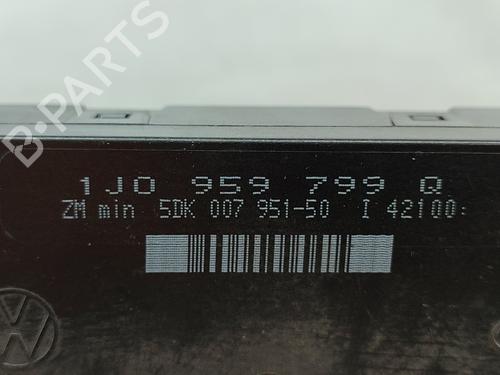 B-PARTS
1J0 959 799 Q
ZM min 5DK 007 951-50 I 42100